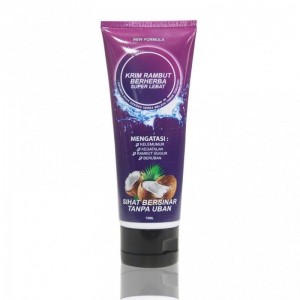 NEW FORMULA
KRIM RAMBUT
BERHERBA
SUPER LEBAT
MENGATASI :
KELEMUMUR
KEGATALAN
RAMBUT GUGUR
BERUBAN
SIHAT BERSINAR
TANPA UBAN